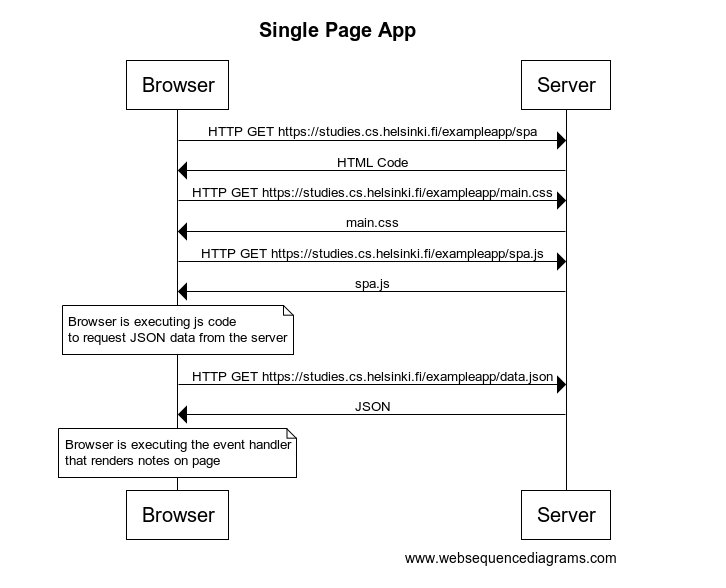 Single Page App
Browser
Server
HTTP GET https://studies.cs.helsinki.fi/exampleapp/spa
HTML Code
HTTP GET https://studies.cs.helsinki.fi/exampleapp/main.css
main.css
HTTP GET https://studies.cs.helsinki.fi/exampleapp/spa.js
spa.js
Browser is executing js code
to request JSON data from the server
HTTP GET https://studies.cs.helsinki.fi/exampleapp/data.json
JSON
Browser is executing the event handler
that renders notes on page
Browser
Server
www.websequencediagrams.com